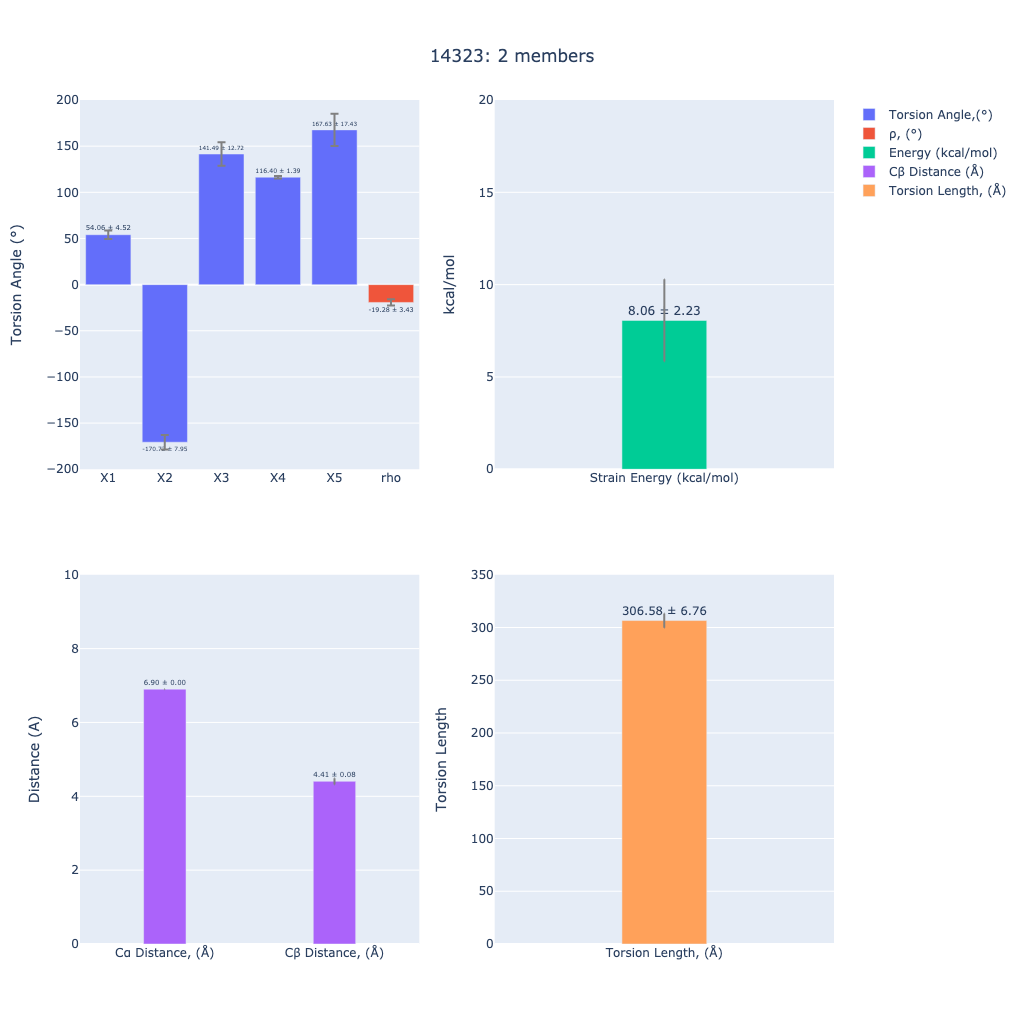 14323: 2 members
Torsion Angle,(°)
ρ, (°)
Energy (kcal/mol)
Cβ Distance (Å)
Torsion Length, (Å)
Torsion Angle (°)
200
150
100
50
0
−50
−100
−150
−200
54.06 ± 4.52
141.49 ± 12.72
116.40 ± 1.39
167.63 ± 17.43
-19.28 ± 3.43
± 7.95
X1
X2
X3
X4
X5
rho
kcal/mol
20
15
10
5
0
8.06 ± 2.23
Strain Energy (kcal/mol)
Distance (A)
10
8
6
4
2
0
6.90 ± 0.00
4.41 ± 0.08
Cα Distance, (Å)
Cβ Distance, (Å)
Torsion Length
350
300
250
200
150
100
50
0
306.58 ± 6.76
Torsion Length, (Å)